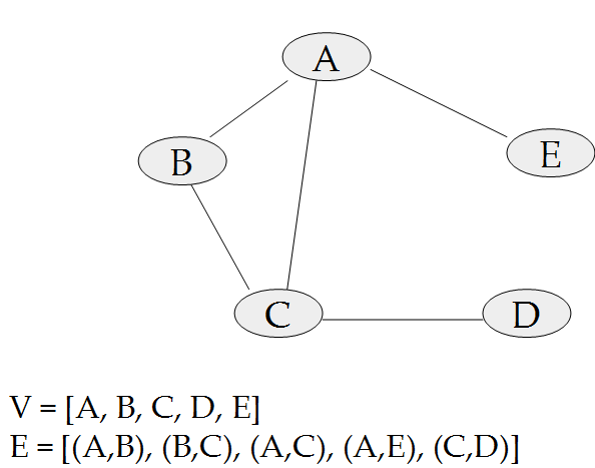 A
B
E
C
D
V = [A, B, C, D, E]
E = [(A,B), (B,C), (A,C), (A,E), (C,D)]